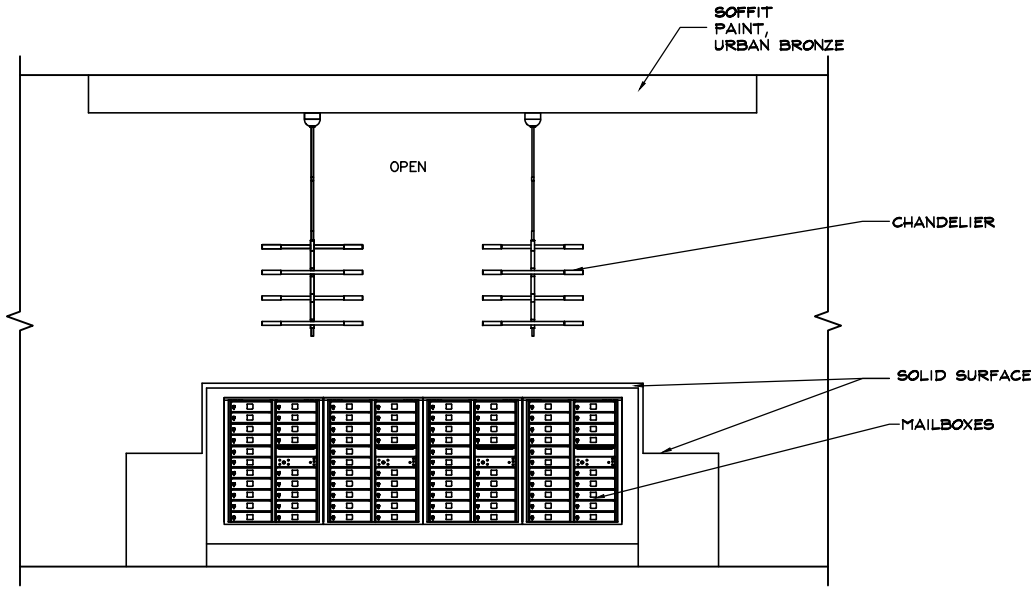 SOFFIT
PAINT,
URBAN BRONZE
OPEN
CHANDELIER
SOLID SURFACE
MAILBOXES